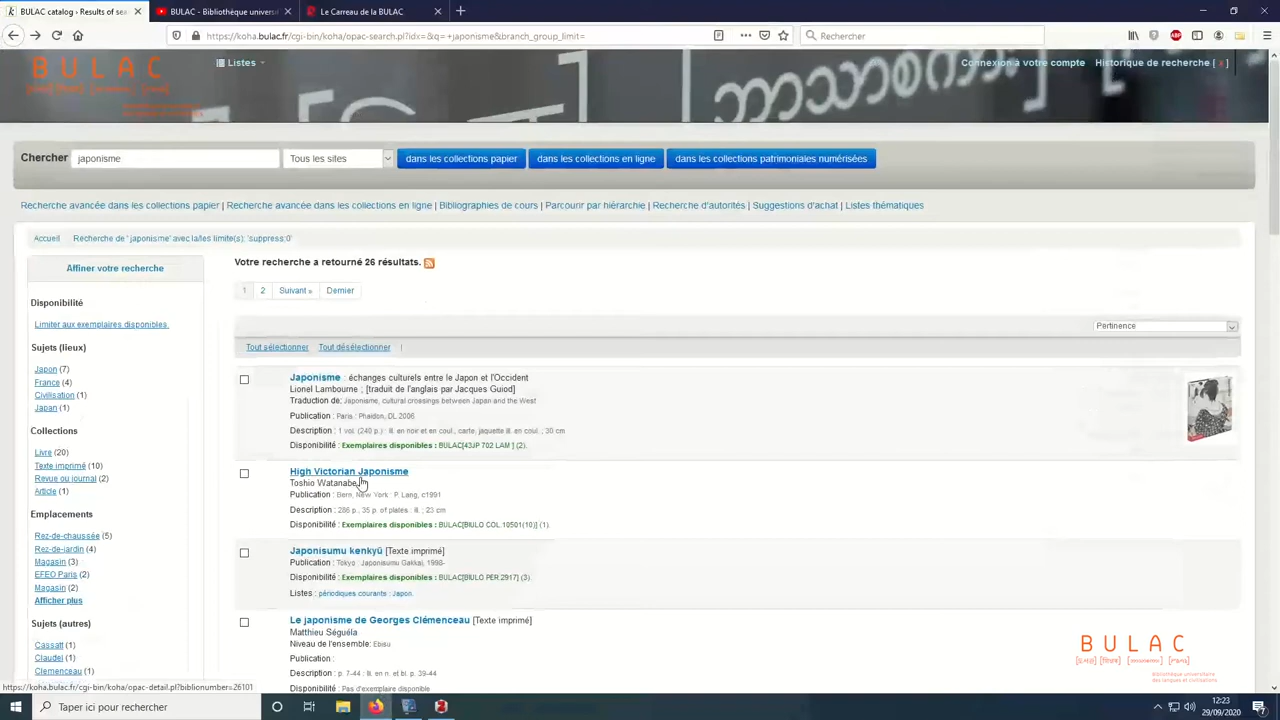 BULAC catalog › Results of sea
BULAC - Bibliothèque universi
Le Carreau de la BULAC
https://koha.bulac.fr/cgi-bin/koha/opac-search.pl?idx=&q= +japonisme&branch_group_limit=
Rechercher
BULAC
Listes
Connexion à votre compte
Historique de recherche [ x ]
Chercher
japonisme
Tous les sites
dans les collections papier
dans les collections en ligne
dans les collections patrimoniales numérisées
Recherche avancée dans les collections papier | Recherche avancée dans les collections en ligne | Bibliographies de cours | Parcourir par hiérarchie | Recherche d'autorités | Suggestions d'achat | Listes thématiques
Accueil
Recherche de ' japonisme' avec la/les limite(s): 'suppress:0'
Affiner votre recherche
Disponibilité
Limiter aux exemplaires disponibles.
Sujets (lieux)
Japon (7)
France (4)
Civilisation (1)
Japan (1)
Collections
Livre (20)
Texte imprimé (10)
Revue ou journal (2)
Article (1)
Emplacements
Rez-de-chaussée (5)
Rez-de-jardin (4)
Magasin (3)
EFEO Paris (2)
Magasin (2)
Afficher plus
Sujets (autres)
Cassatt (1)
Claudel (1)
Clemenceau (1)
Votre recherche a retourné 26 résultats.
1 2 Suivant » Dernier
Pertinence
Tout sélectionner Tout désélectionner |
Japonisme : échanges culturels entre le Japon et l'Occident
Lionel Lambourne ; [traduit de l'anglais par Jacques Guiod]
Traduction de: Japonisme, cultural crossings between Japan and the West
Publication : Paris : Phaidon, DL 2006
Description : 1 vol. (240 p.) : ill. en noir et en coul., carte, jaquette ill. en coul. ; 30 cm
Disponibilité : Exemplaires disponibles : BULAC[43JP 702 LAM ] (2).
High Victorian Japonisme
Toshio Watanabe
Publication : Bern, New York : P. Lang, c1991
Description : 286 p., 35 p. of plates : ill. ; 23 cm
Disponibilité : Exemplaires disponibles : BULAC[BIULO COL.10501(10)] (1).
Japonisumu kenkyū [Texte imprimé]
Publication : Tokyo : Japonisumu Gakkai, 1998-
Disponibilité : Exemplaires disponibles : BULAC[BIULO PER.2917] (3).
Listes : périodiques courants : Japon.
Le japonisme de Georges Clémenceau [Texte imprimé]
Matthieu Séguéla
Niveau de l'ensemble: Ebisu
Publication :
Description : p. 7-44 : ill. en n. et bl. p. 39-44
Disponibilité : Pas d'exemplaire disponible
BULAC
Bibliothèque universitaire
des langues et civilisations
https://koha.bulac.fr/cgi-bin/koha/opac-detail.pl?biblionumber=26101
Taper ici pour rechercher
12:23
29/09/2020